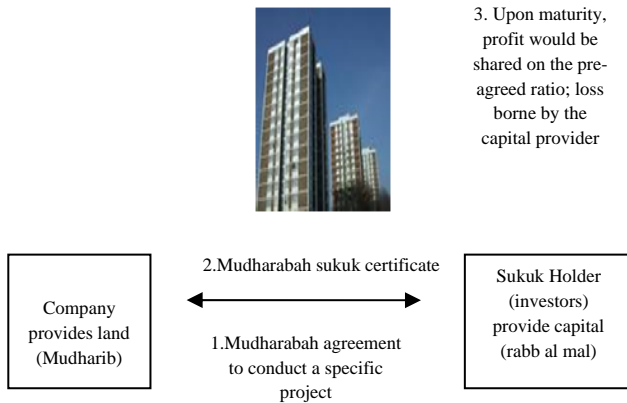 3. Upon maturity,
profit would be
shared on the pre-
agreed ratio; loss
borne by the
capital provider
2.Mudharabah sukuk certificate
Company
provides land
(Mudharib)
1.Mudharabah agreement
to conduct a specific
project
Sukuk Holder
(investors)
provide capital
(rabb al mal)